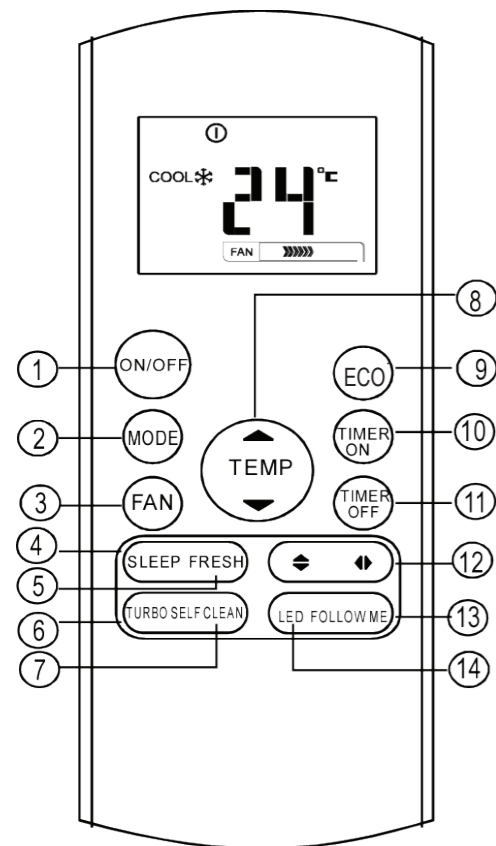 COOL 24 °C
FAN
8
1 ON/OFF
ECO 9
2 MODE
TEMP
TIMER ON 10
3 FAN
TIMER OFF 11
4 SLEEP FRESH
5
12
6 TURBO SELF CLEAN
LED FOLLOW ME 13
7
14